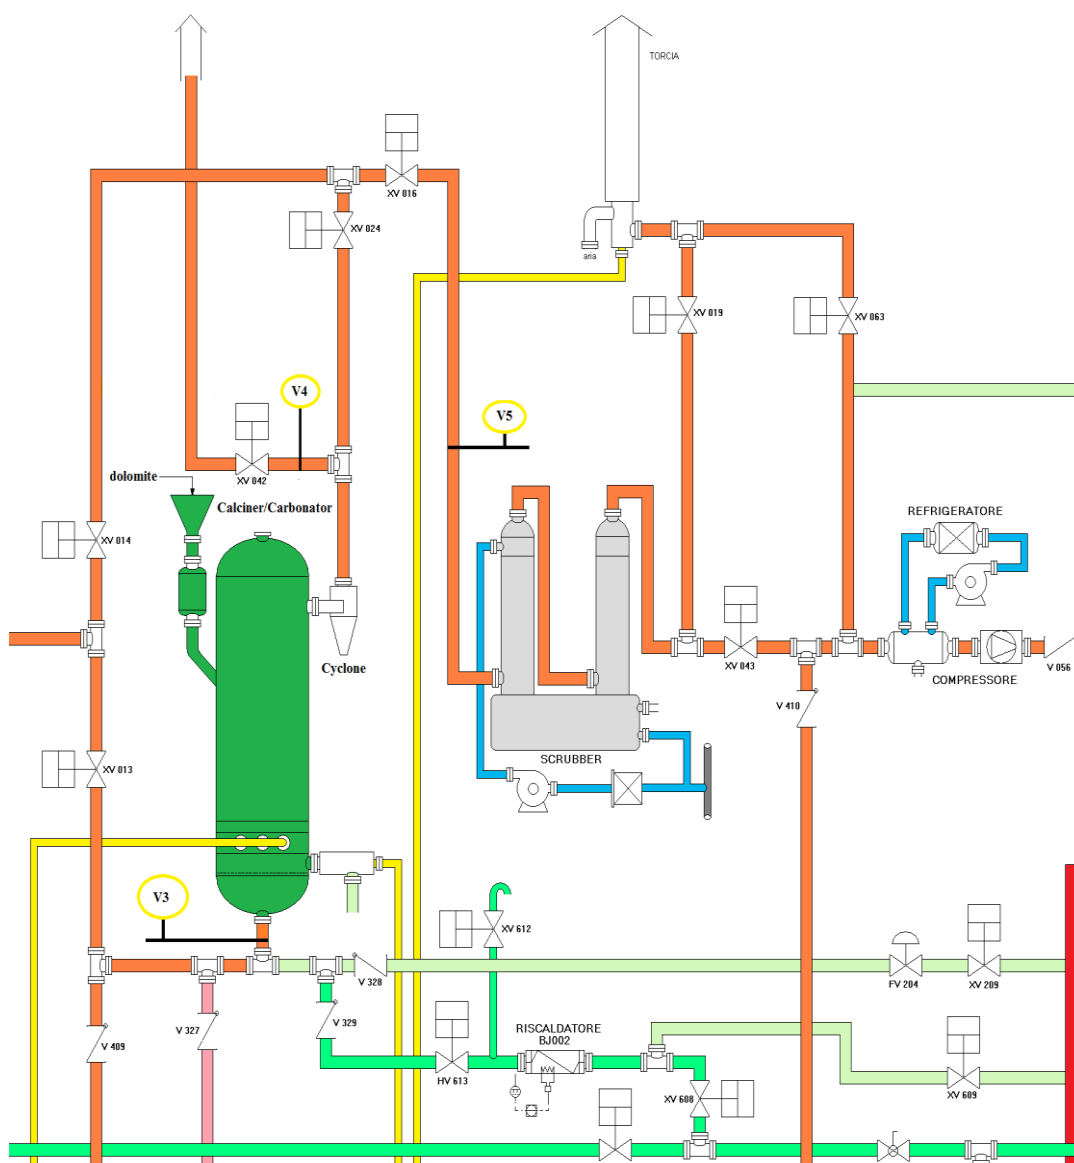 TORCIA
XV 016
XV 024
aria
XV 019
XV 063
V4
V5
XV 042
dolomite
Calciner/Carbonator
REFRIGERATORE
XV 014
Cyclone
XV 043
V 056
COMPRESSORE
V 410
SCRUBBER
XV 013
V3
XV 612
V 328
FV 204
XV 209
V 327
V 329
RISCALDATORE
BJ002
V 409
HV 613
XV 609
XV 608